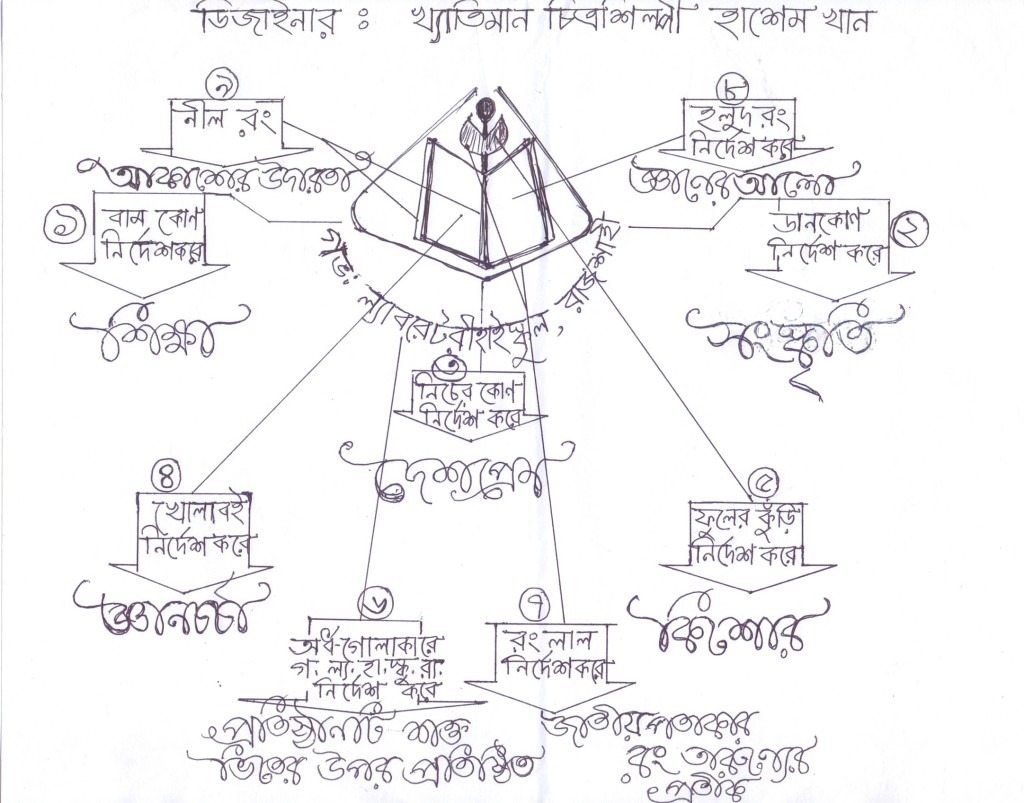 ডিজাইনার : খ্যাতিমান চিত্রশিল্পী হাশেম খান
৯
নীল রং
আকাশের উদারতা
৮
হলুদ রং
নির্দেশ করে
জ্ঞানের আলো
১
বাম কোণ
নির্দেশ করে
শিক্ষা
২
ডান কোণ
নির্দেশ করে
সংস্কৃতি
গভ: ল্যাবরেটরী হাই স্কুল, রাজশাহী
৩
নিচের কোণ
নির্দেশ করে
দেশপ্রেম
৪
খোলা বই
নির্দেশ করে
জ্ঞানচর্চা
৫
ফুলের কুঁড়ি
নির্দেশ করে
কিশোর
৬
অর্ধ-গোলাকারে
গ. ল্য. হা. স্কু. রা.
নির্দেশ করে
প্রতিষ্ঠানটি শক্ত
ভিতের উপর প্রতিষ্ঠিত
৭
রং লাল
নির্দেশ করে
জাতীয় পতাকার
রং তারুণ্যের
প্রতীক